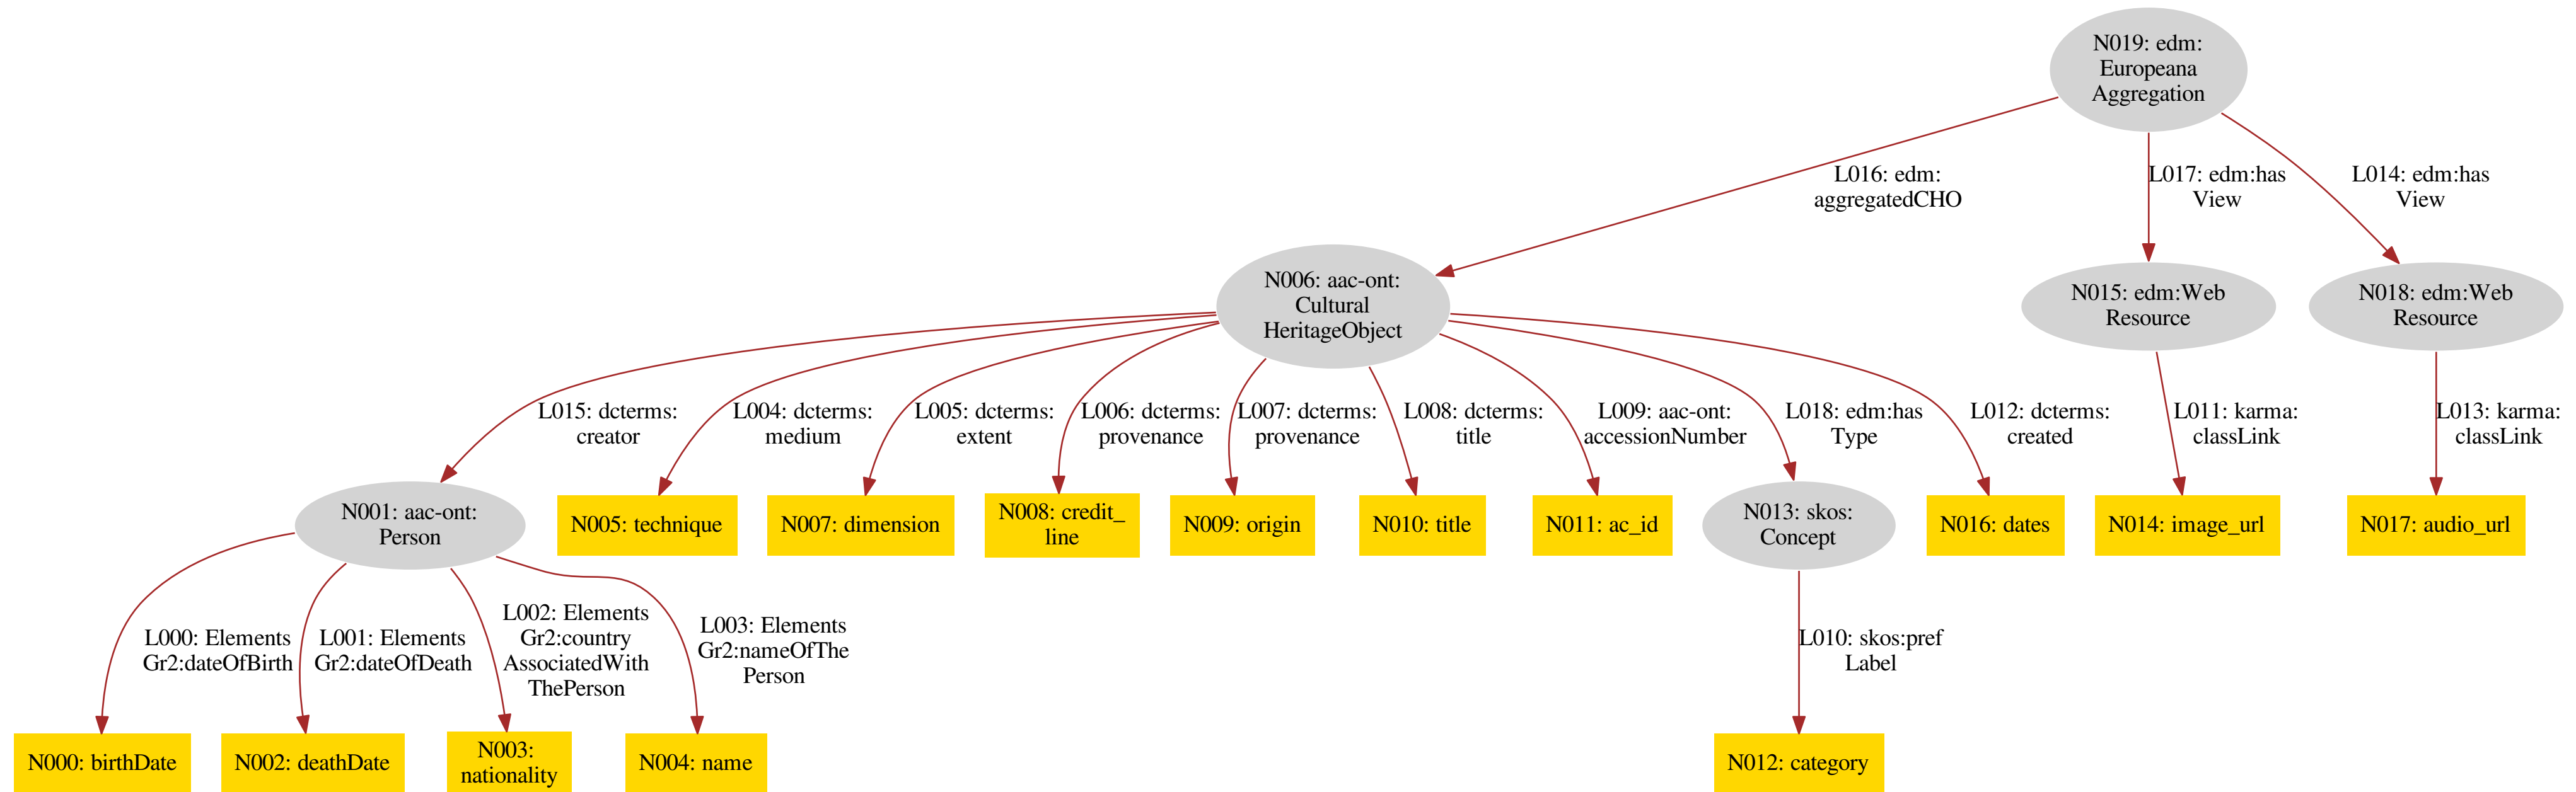 N019: edm:
Europeana
Aggregation
L016: edm:
aggregatedCHO
L017: edm:has
View
L014: edm:has
View
N006: aac-ont:
Cultural
HeritageObject
N015: edm:Web
Resource
N018: edm:Web
Resource
L015: dcterms:
creator
L004: dcterms:
medium
L005: dcterms:
extent
L006: dcterms:
provenance
L007: dcterms:
provenance
L008: dcterms:
title
L009: aac-ont:
accessionNumber
L018: edm:has
Type
L012: dcterms:
created
L011: karma:
classLink
L013: karma:
classLink
N001: aac-ont:
Person
N005: technique
N007: dimension
N008: credit_
line
N009: origin
N010: title
N011: ac_id
N013: skos:
Concept
N016: dates
N014: image_url
N017: audio_url
L000: Elements
Gr2:dateOfBirth
L001: Elements
Gr2:dateOfDeath
L002: Elements
Gr2:country
AssociatedWith
ThePerson
L003: Elements
Gr2:nameOfThe
Person
L010: skos:pref
Label
N000: birthDate
N002: deathDate
N003:
nationality
N004: name
N012: category